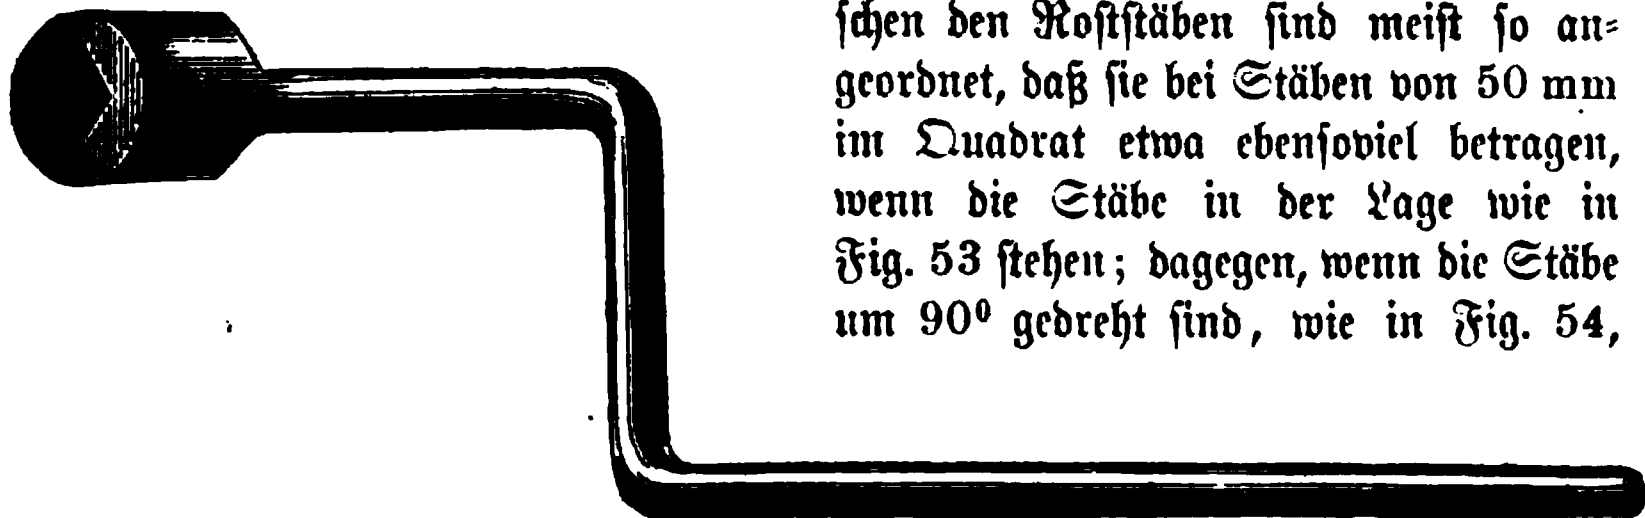 schen den Roststäben sind meist so an-
geordnet, daß sie bei Stäben von 50 mm
im Quadrat etwa ebensoviel betragen,
wenn die Stäbe in der Lage wie in
Fig. 53 stehen; dagegen, wenn die Stäbe
um 90⁰ gedreht sind, wie in Fig. 54,